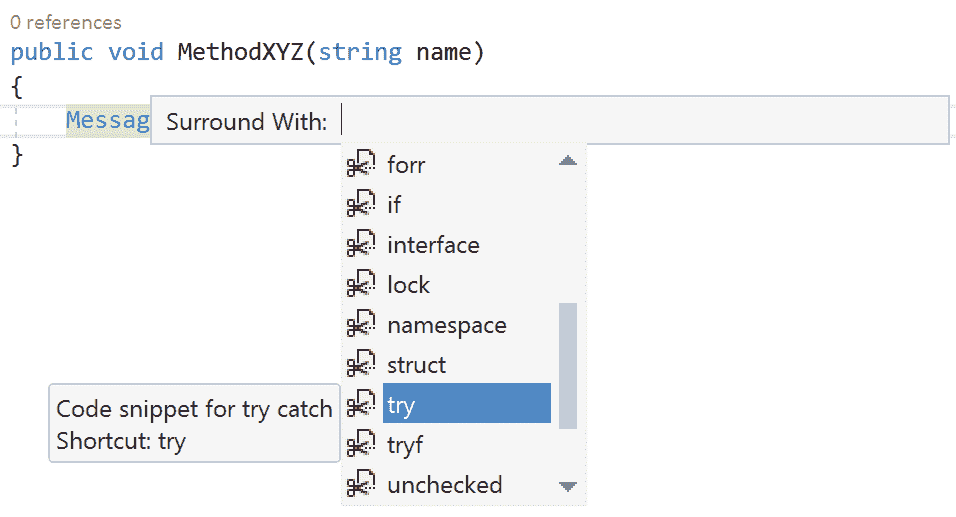 0 references
public void MethodXYZ(string name)
{
Messag
Surround With:
}
forr
if
interface
lock
namespace
struct
try
Code snippet for try catch
Shortcut: try
tryf
unchecked